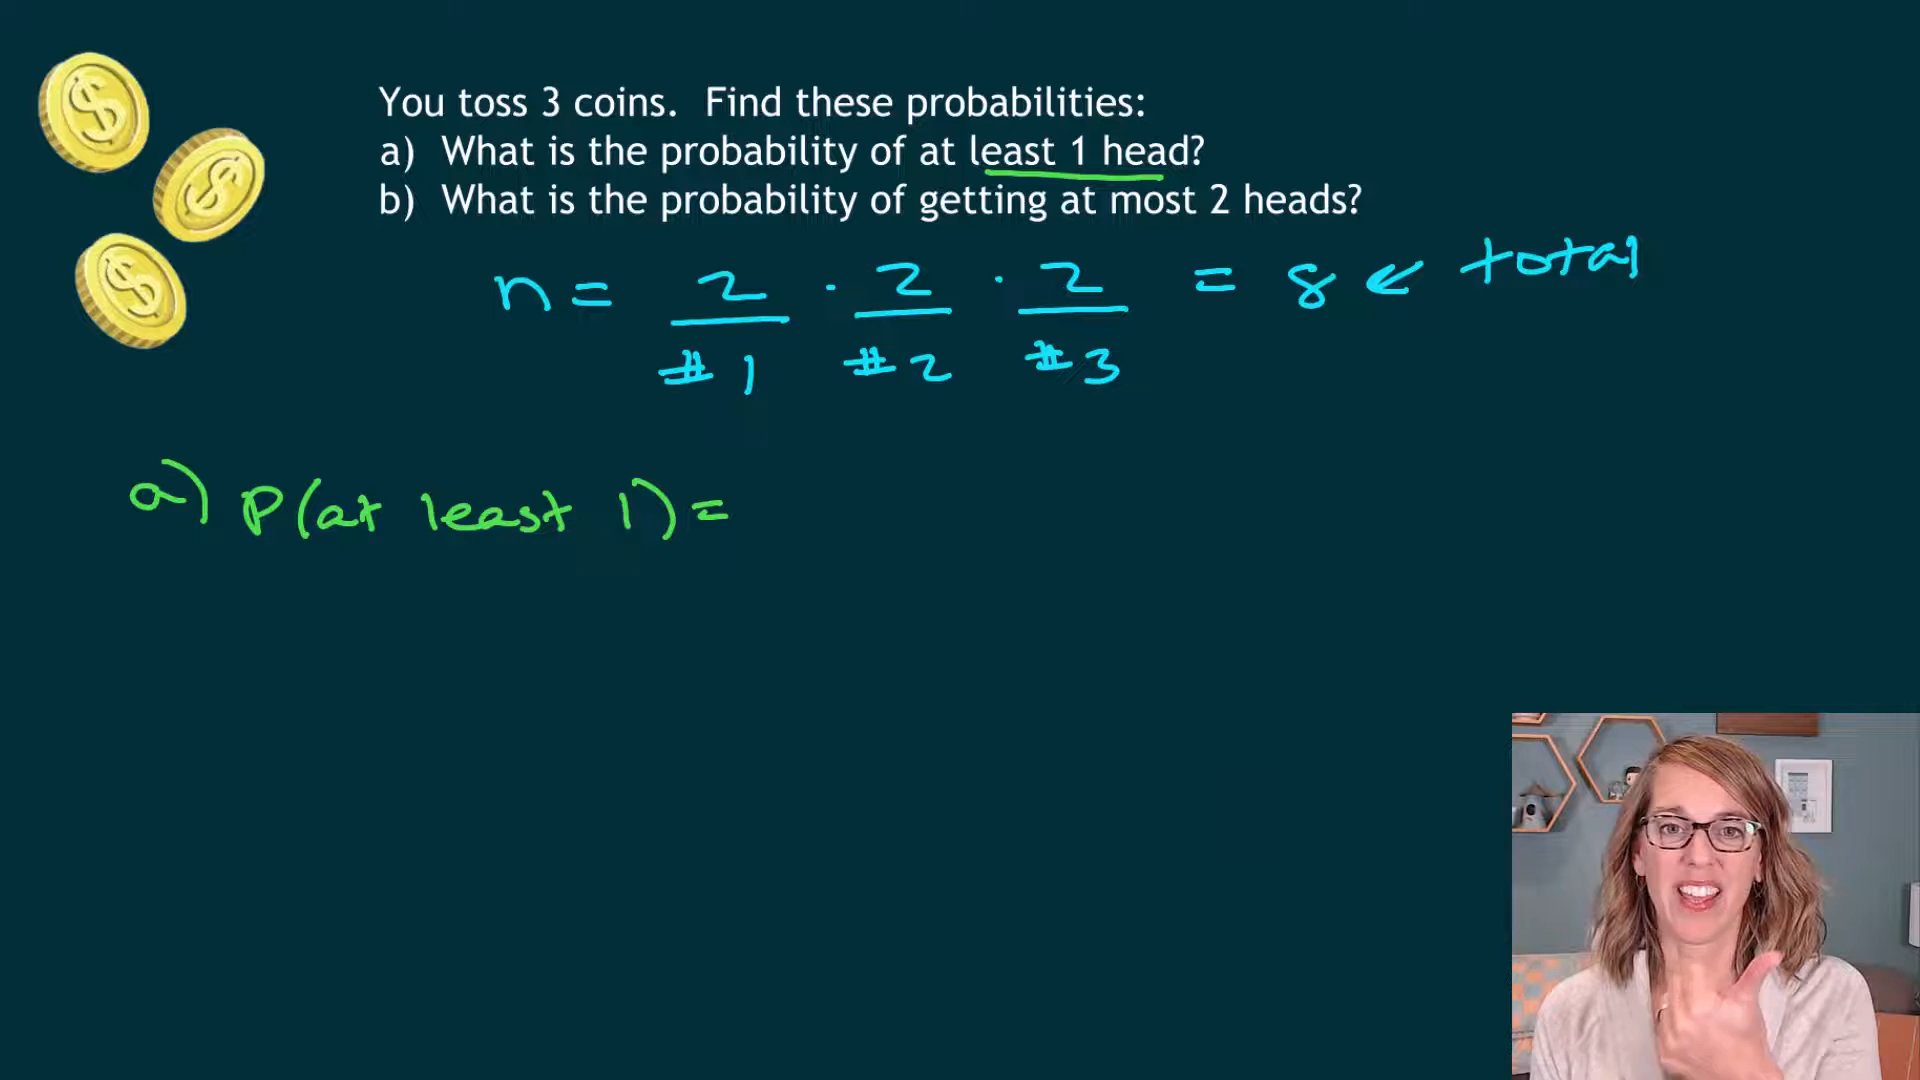 You toss 3 coins. Find these probabilities:
a) What is the probability of at least 1 head?
b) What is the probability of getting at most 2 heads?
n = 2 · 2 · 2 = 8 ← total
#1 #2 #3
a) P(at least 1) =